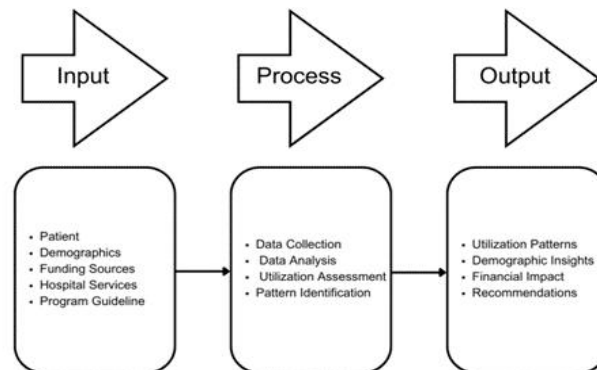 Input
Process
Output
• Patient
• Demographics
• Funding Sources
• Hospital Services
• Program Guideline
• Data Collection
• Data Analysis
• Utilization Assessment
• Pattern Identification
• Utilization Patterns
• Demographic Insights
• Financial Impact
• Recommendations